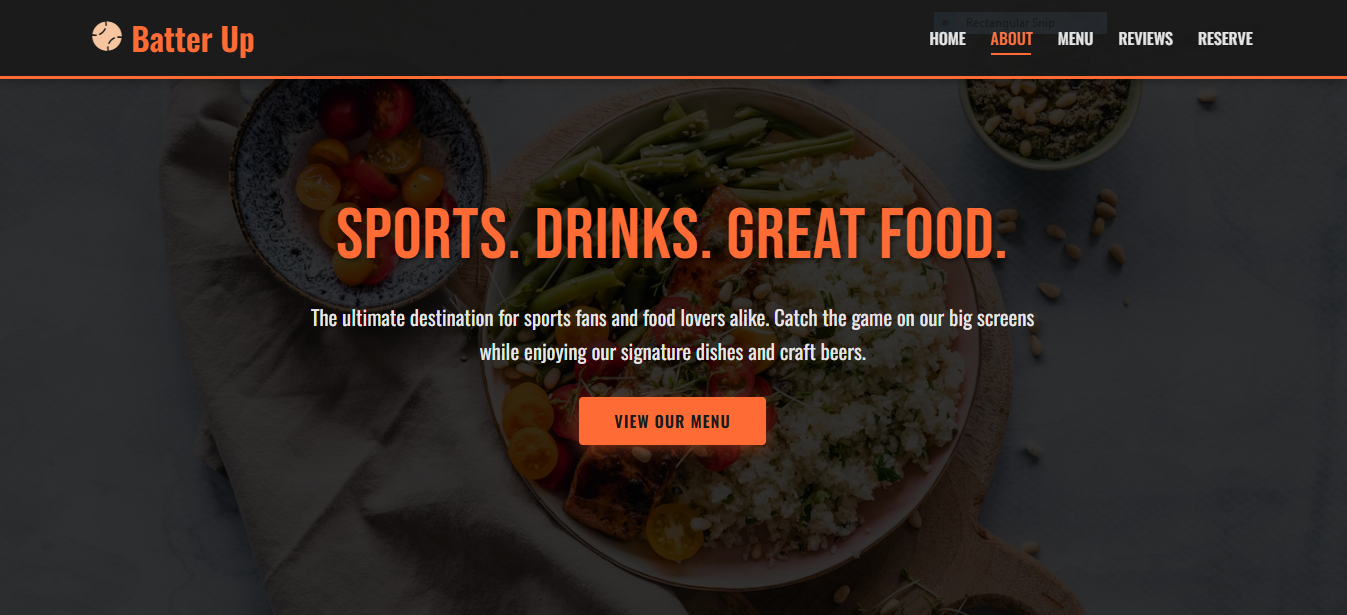 Batter Up
Rectangular Snip
HOME ABOUT MENU REVIEWS RESERVE
SPORTS. DRINKS. GREAT FOOD.
The ultimate destination for sports fans and food lovers alike. Catch the game on our big screens
while enjoying our signature dishes and craft beers.
VIEW OUR MENU